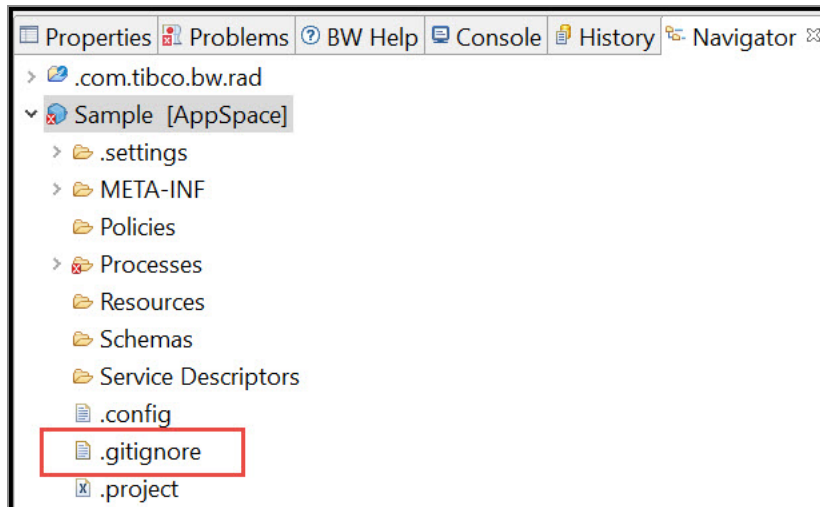 Properties Problems BW Help Console History Navigator
.com.tibco.bw.rad
Sample [AppSpace]
.settings
META-INF
Policies
Processes
Resources
Schemas
Service Descriptors
.config
.gitignore
.project